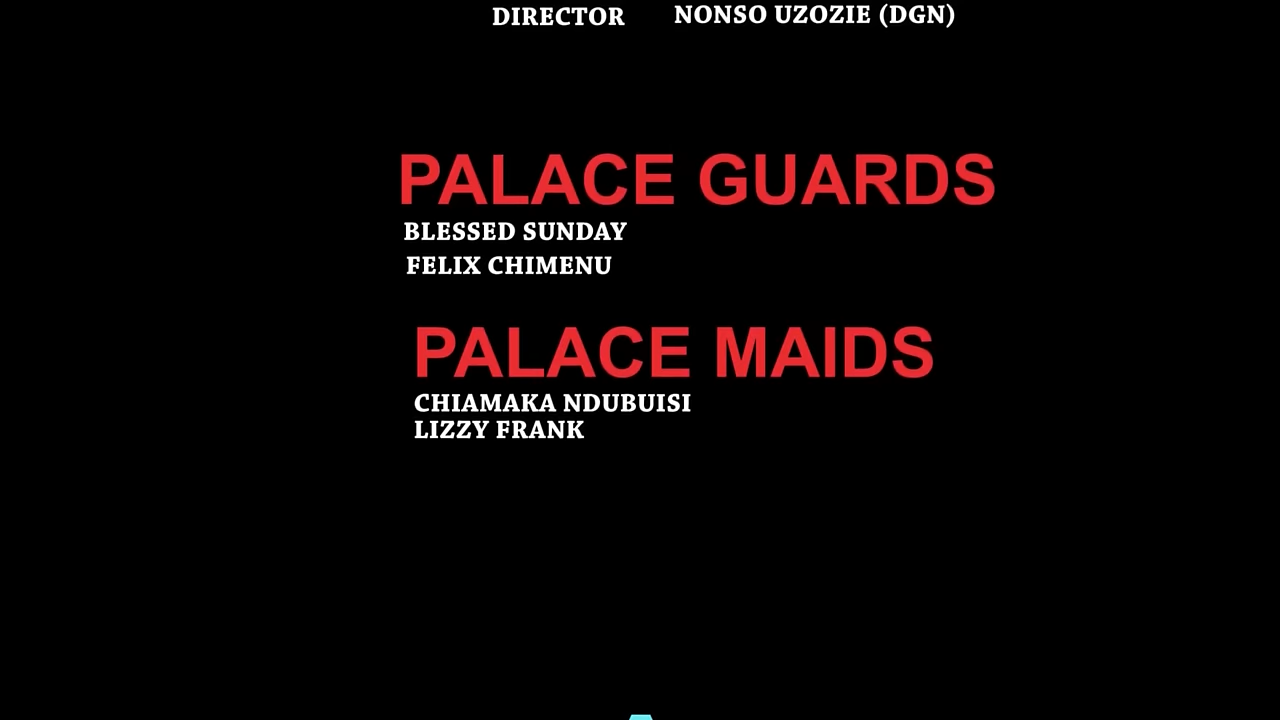 DIRECTOR NONSO UZOZIE (DGN)
PALACE GUARDS
BLESSED SUNDAY
FELIX CHIMENU
PALACE MAIDS
CHIAMAKA NDUBUISI
LIZZY FRANK